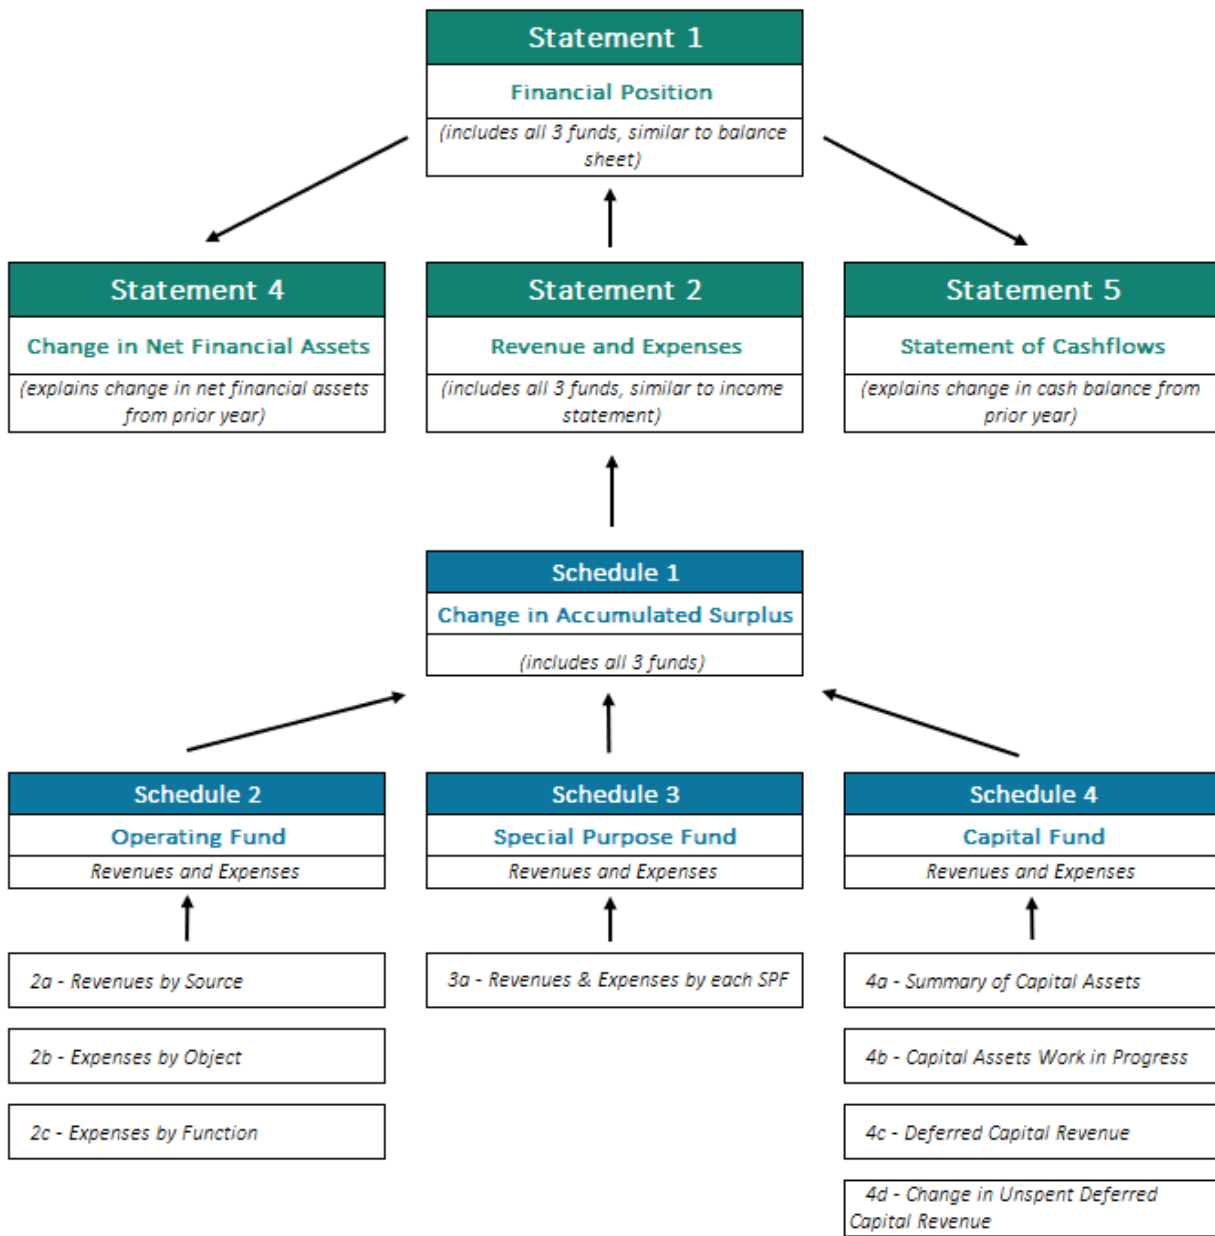 Statement 1
Financial Position
(includes all 3 funds, similar to balance
sheet)
Statement 4
Change in Net Financial Assets
(explains change in net financial assets
from prior year)
Statement 2
Revenue and Expenses
(includes all 3 funds, similar to income
statement)
Statement 5
Statement of Cashflows
(explains change in cash balance from
prior year)
Schedule 1
Change in Accumulated Surplus
(includes all 3 funds)
Schedule 2
Operating Fund
Revenues and Expenses
Schedule 3
Special Purpose Fund
Revenues and Expenses
Schedule 4
Capital Fund
Revenues and Expenses
2a - Revenues by Source
2b - Expenses by Object
2c - Expenses by Function
3a - Revenues & Expenses by each SPF
4a - Summary of Capital Assets
4b - Capital Assets Work in Progress
4c - Deferred Capital Revenue
4d - Change in Unspent Deferred
Capital Revenue